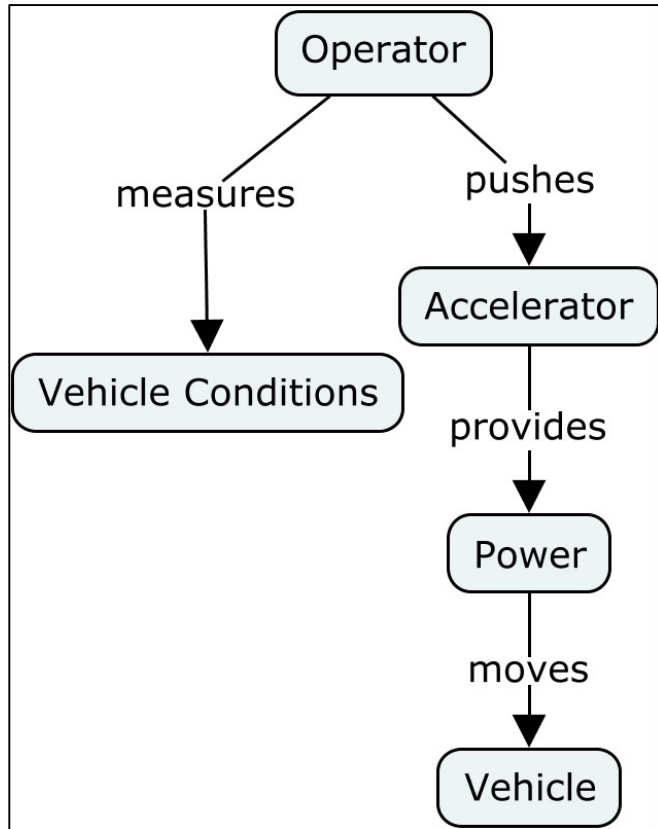 Operator
measures
pushes
Accelerator
Vehicle Conditions
provides
Power
moves
Vehicle